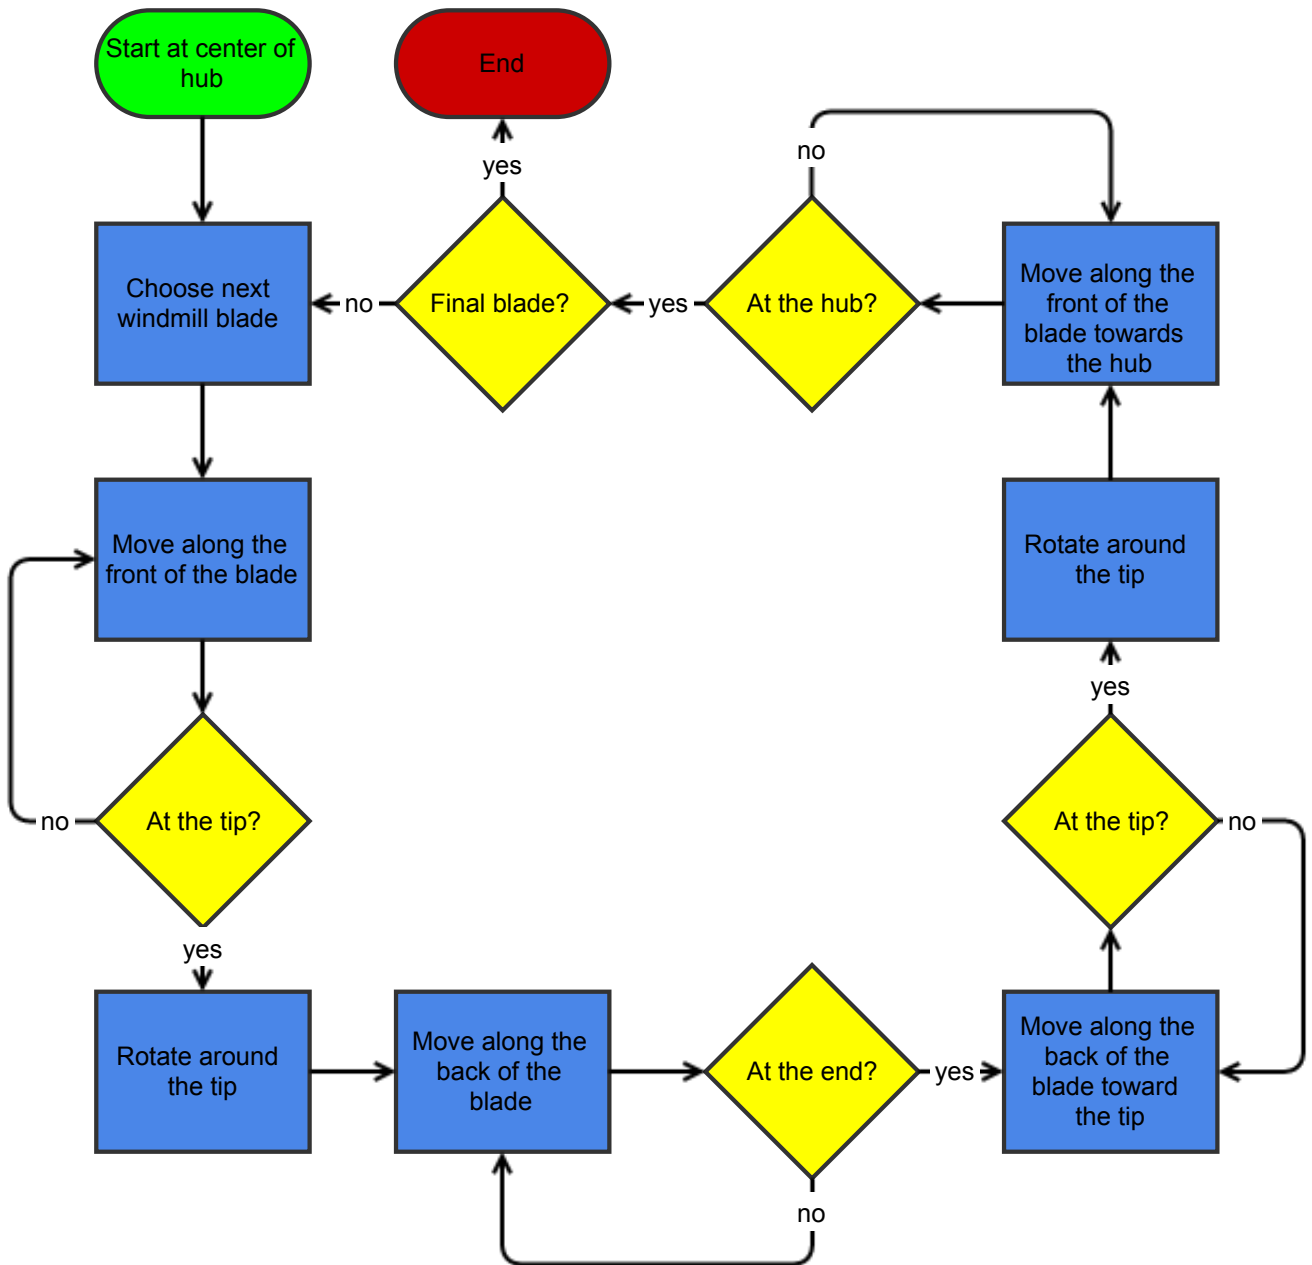 Start at center of
hub
End
yes
no
Choose next
windmill blade
no
Final blade?
yes
At the hub?
Move along the
front of the
blade towards
the hub
Move along the
front of the blade
Rotate around
the tip
yes
no
At the tip?
At the tip?
no
yes
Rotate around
the tip
Move along the
back of the
blade
At the end?
yes
Move along the
back of the
blade toward
the tip
no